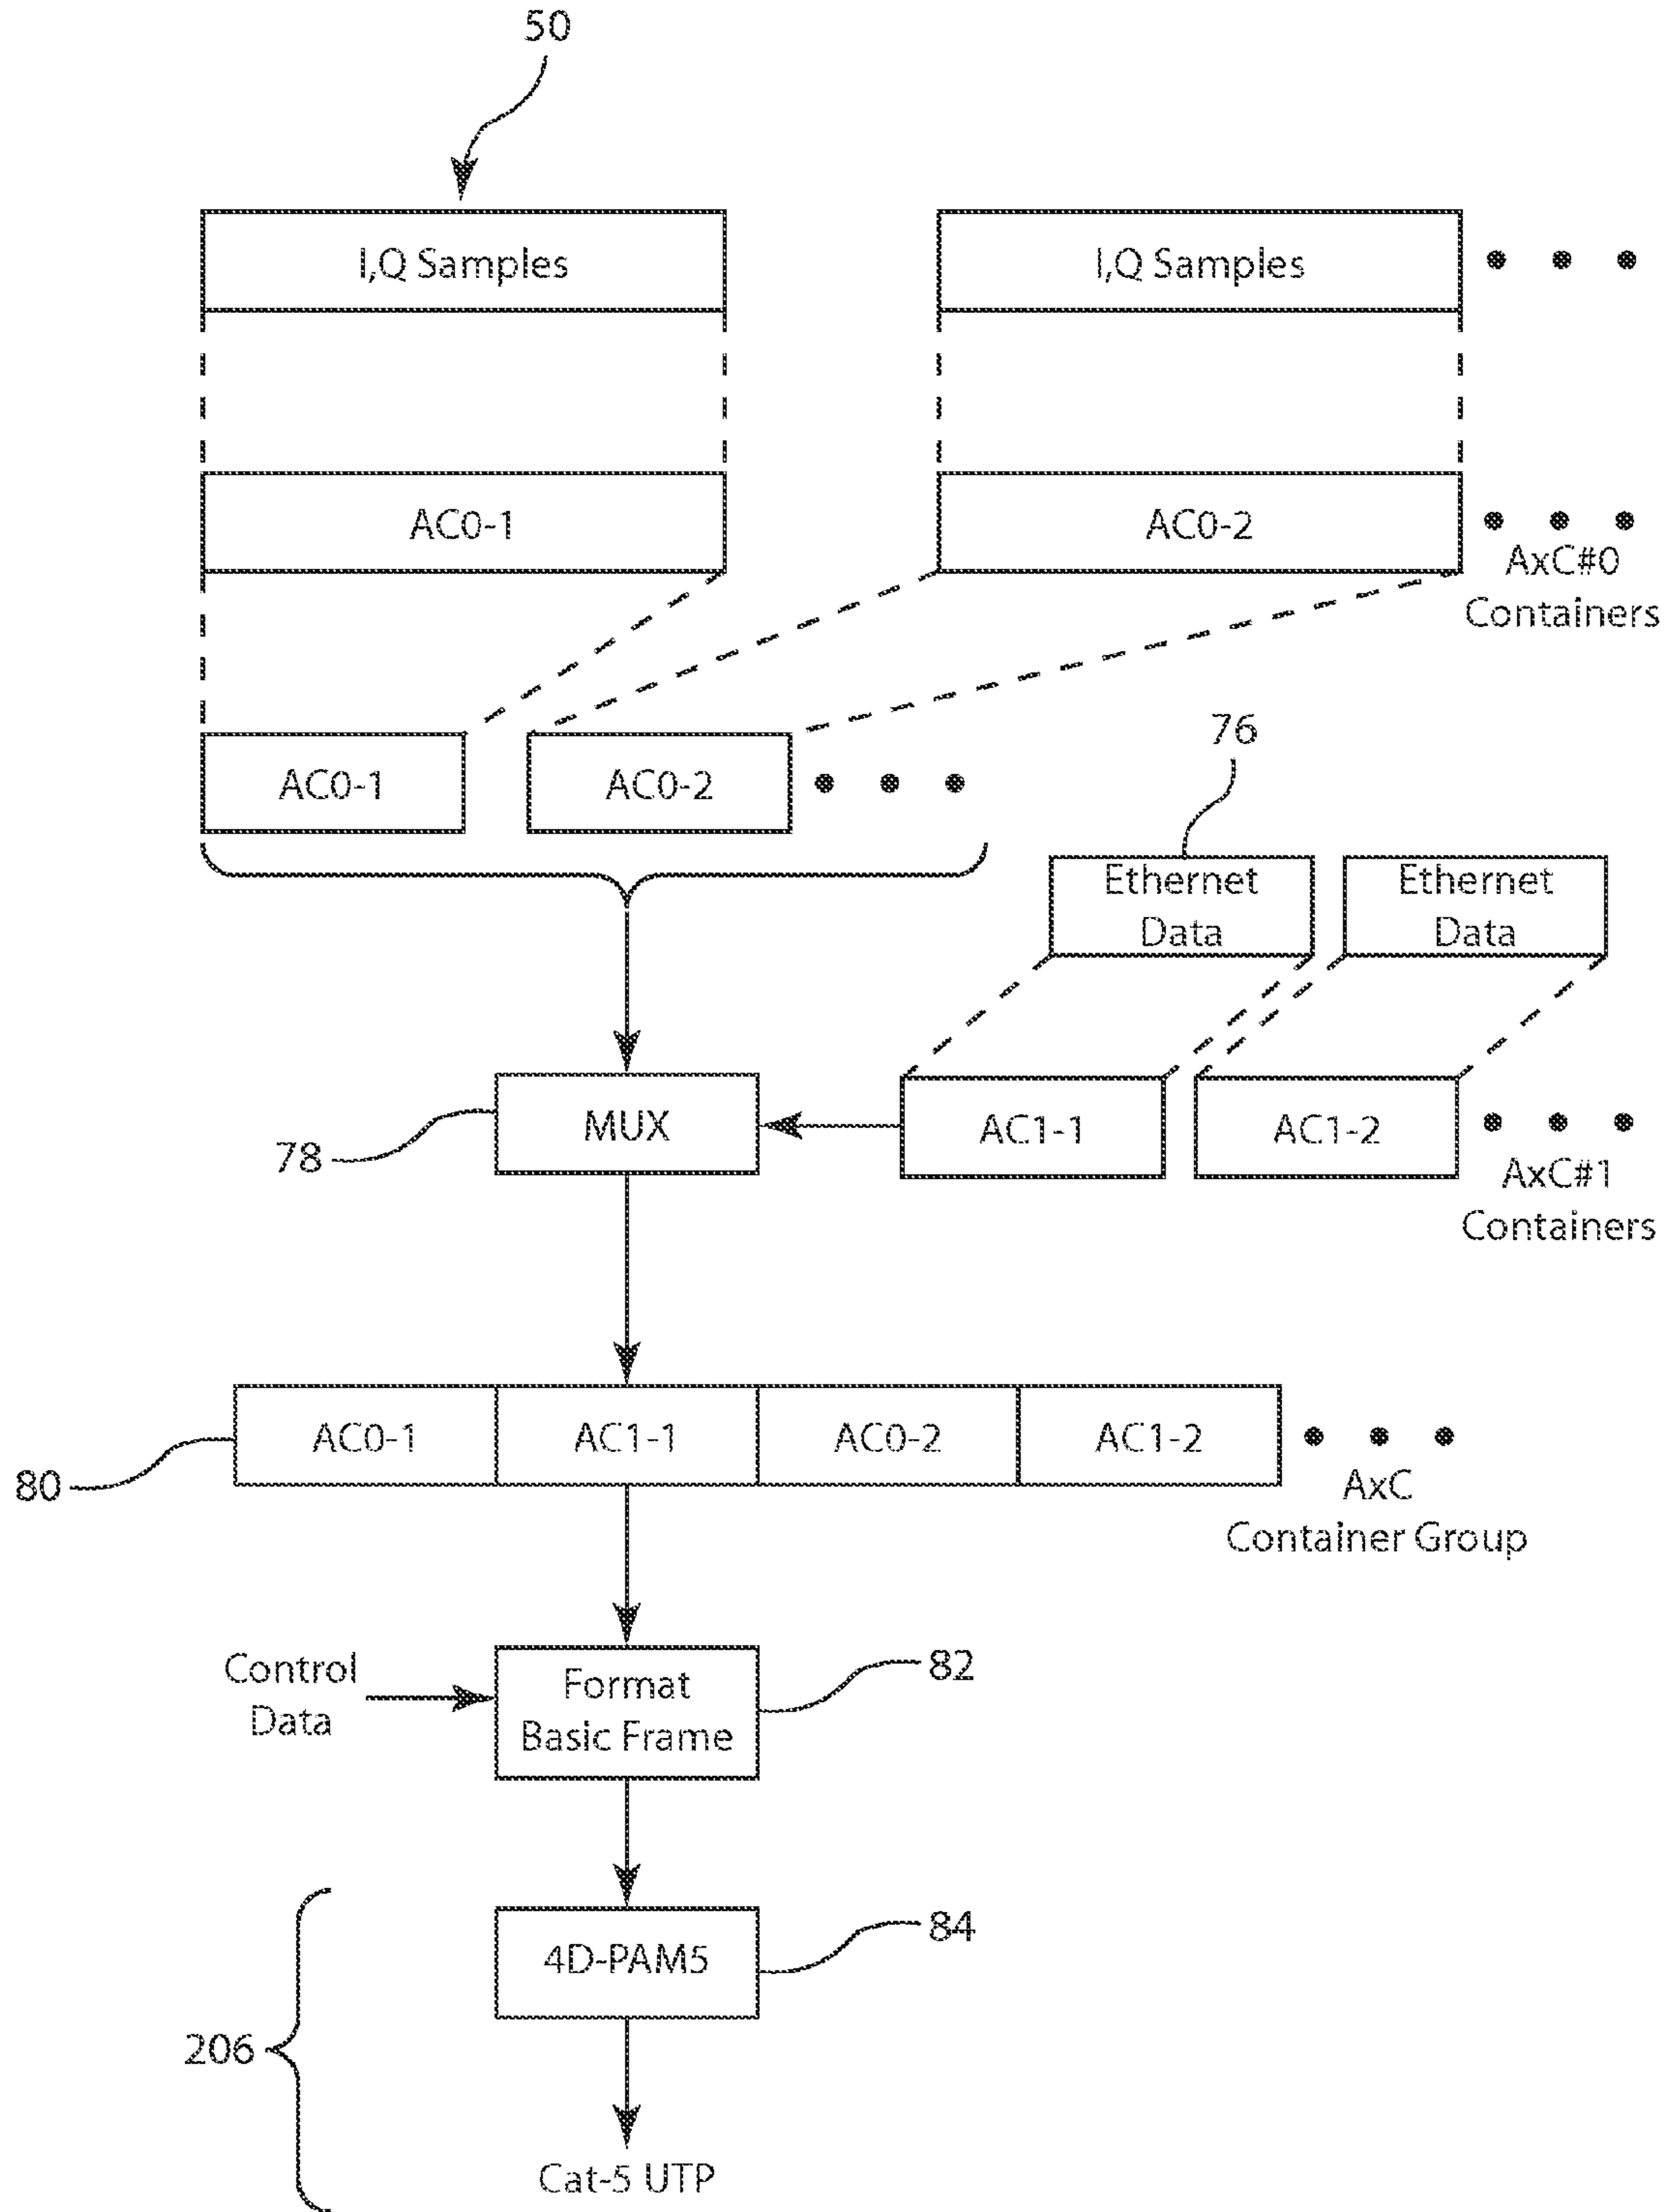 50
I,Q Samples
I,Q Samples
AC0-1
AC0-2
AxC#0
Containers
AC0-1
AC0-2
76
Ethernet
Data
Ethernet
Data
MUX
78
AC1-1
AC1-2
AxC#1
Containers
80
AC0-1
AC1-1
AC0-2
AC1-2
AxC
Container Group
Control
Data
Format
Basic Frame
82
4D-PAM5
84
206
Cat-5 UTP